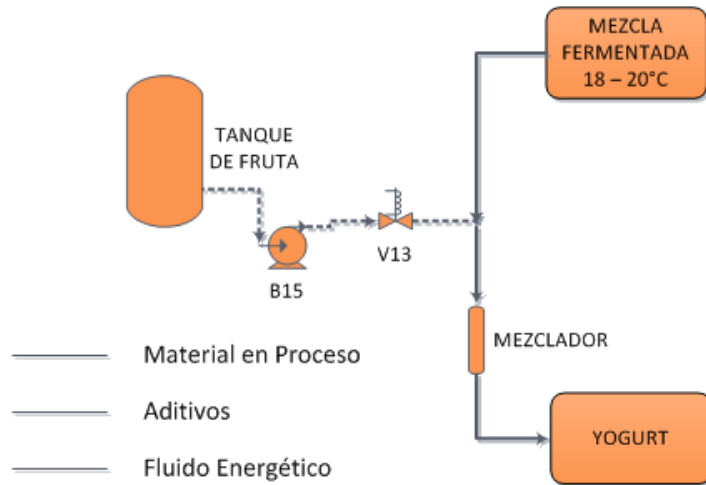 MEZCLA
FERMENTADA
18 – 20°C
TANQUE
DE FRUTA
V13
B15
MEZCLADOR
Material en Proceso
Aditivos
YOGURT
Fluido Energético